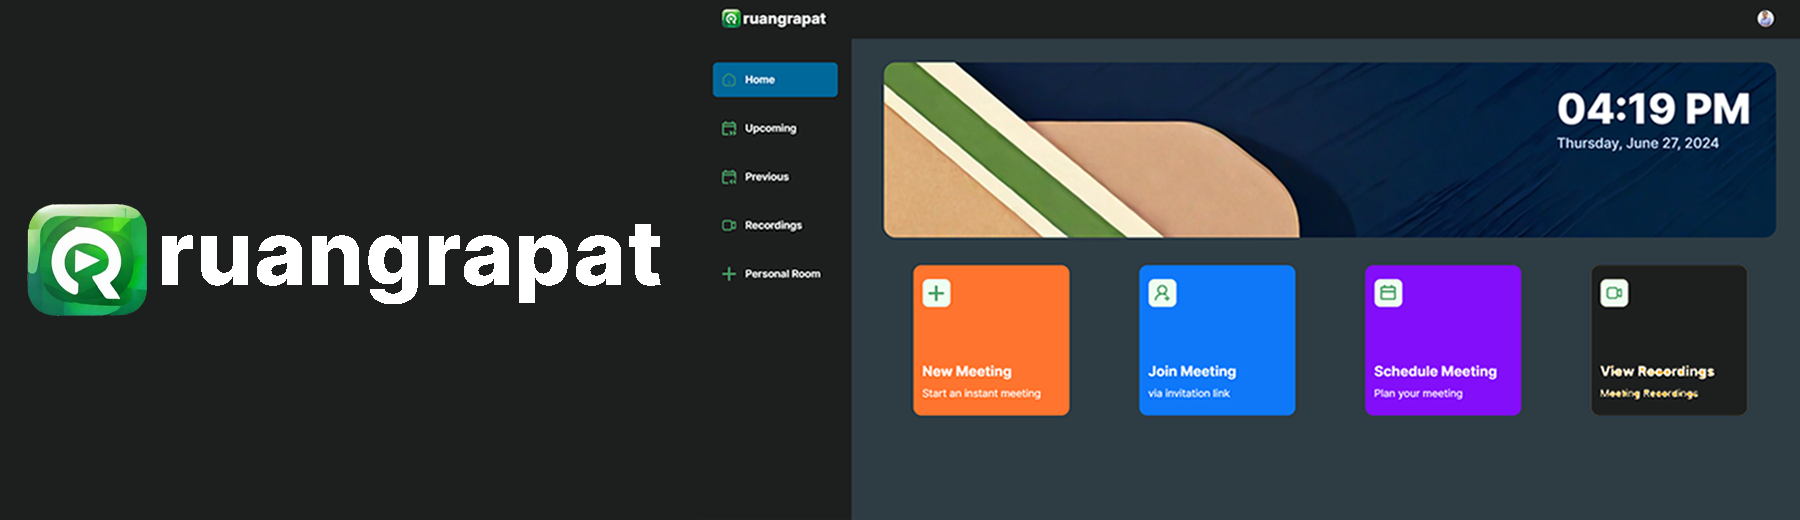 ruangrapat
ruangrapat
Home
Upcoming
Previous
Recordings
Personal Room
04:19 PM
Thursday, June 27, 2024
New Meeting
Start an instant meeting
Join Meeting
via invitation link
Schedule Meeting
Plan your meeting
View Recordings
Meeting Recordings